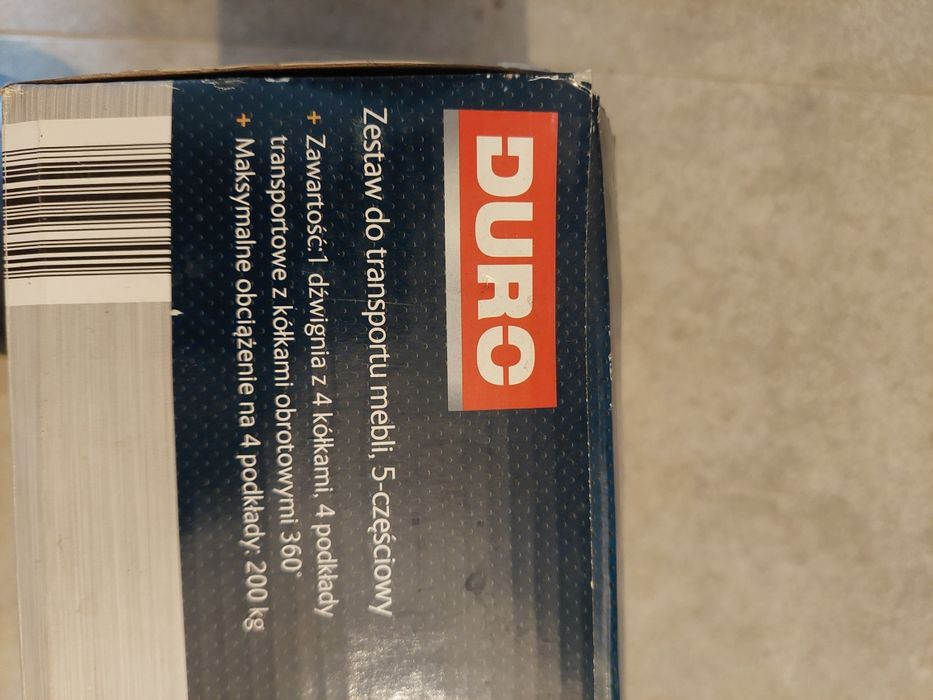 DURO
Zestaw do transportu mebli, 5-częściowy
+ Zawartość:1 dźwignia z 4 kółkami, 4 podkłady
transportowe z kółkami obrotowymi 360°
+ Maksymalne obciążenie na 4 podkłady: 200 kg